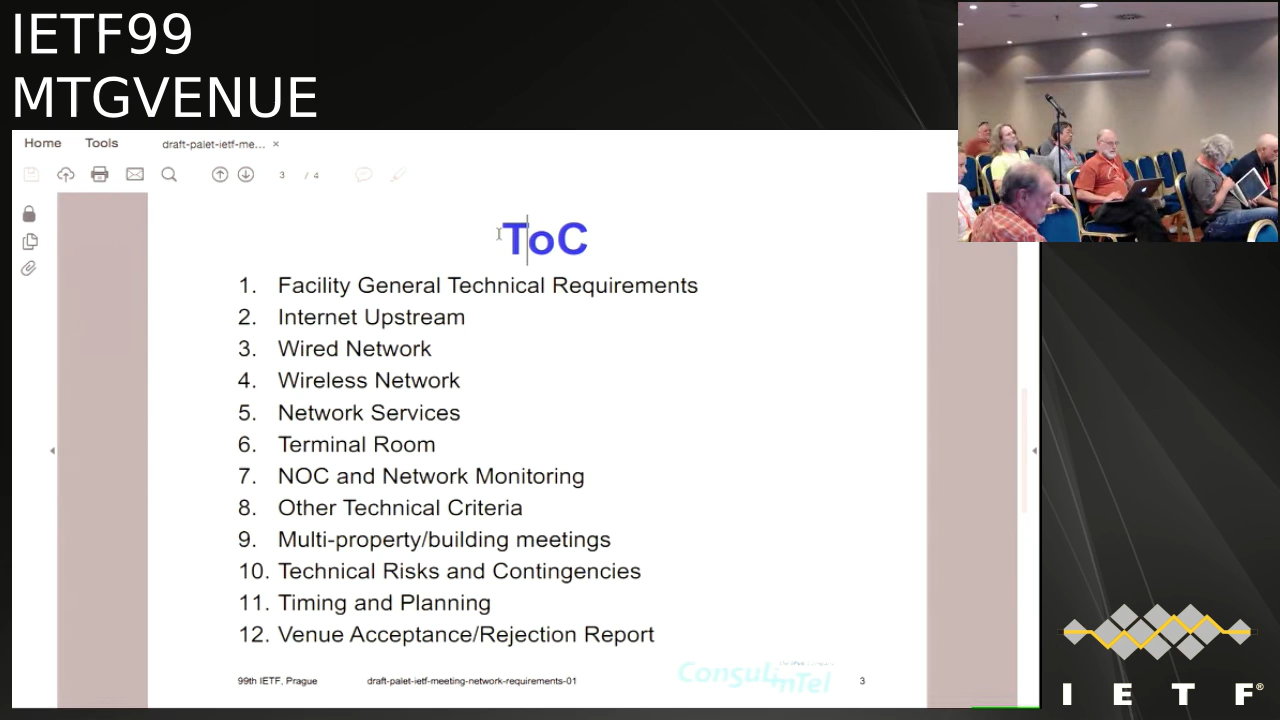 IETF99
MTGVENUE
Home Tools draft-palet-ietf-me... ×
3 / 4
ToC
1. Facility General Technical Requirements
2. Internet Upstream
3. Wired Network
4. Wireless Network
5. Network Services
6. Terminal Room
7. NOC and Network Monitoring
8. Other Technical Criteria
9. Multi-property/building meetings
10. Technical Risks and Contingencies
11. Timing and Planning
12. Venue Acceptance/Rejection Report
99th IETF, Prague draft-palet-ietf-meeting-network-requirements-01 3
ConsulinTel
I E T F®